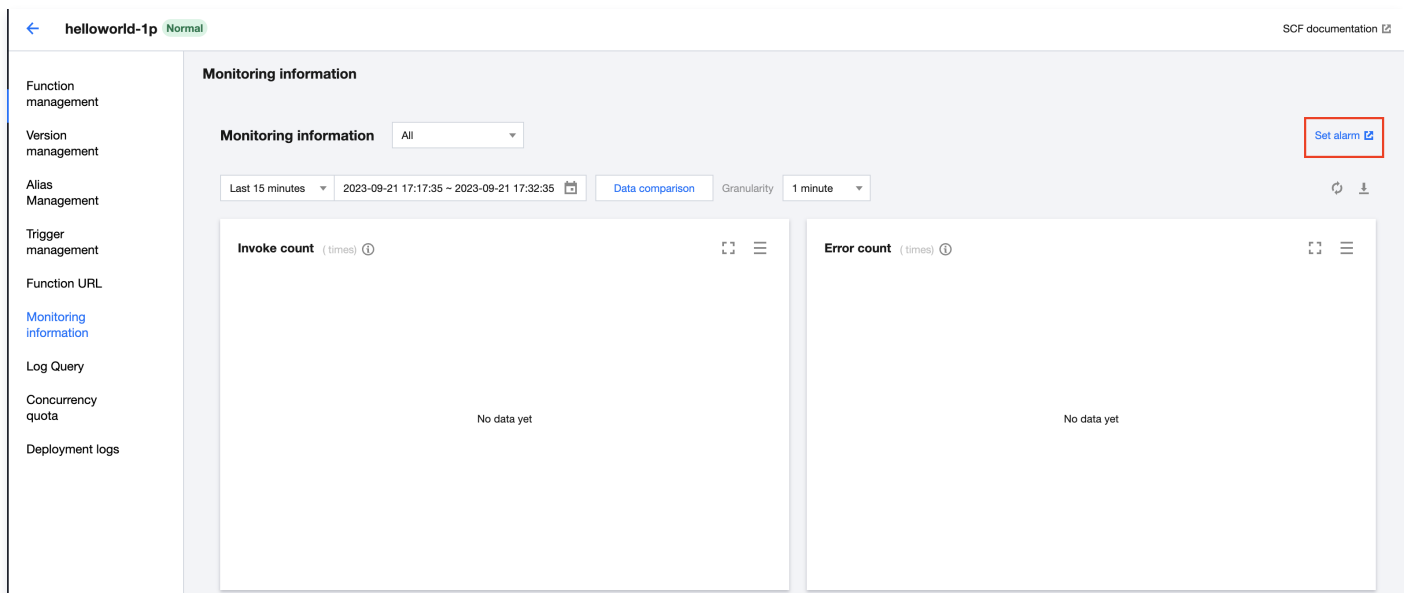 helloworld-1p Normal
SCF documentation
Function
management
Version
management
Alias
Management
Trigger
management
Function URL
Monitoring
information
Log Query
Concurrency
quota
Deployment logs
Monitoring information
Monitoring information All
Set alarm
Last 15 minutes 2023-09-21 17:17:35 ~ 2023-09-21 17:32:35 Data comparison Granularity 1 minute
Invoke count ( times)
No data yet
Error count ( times)
No data yet